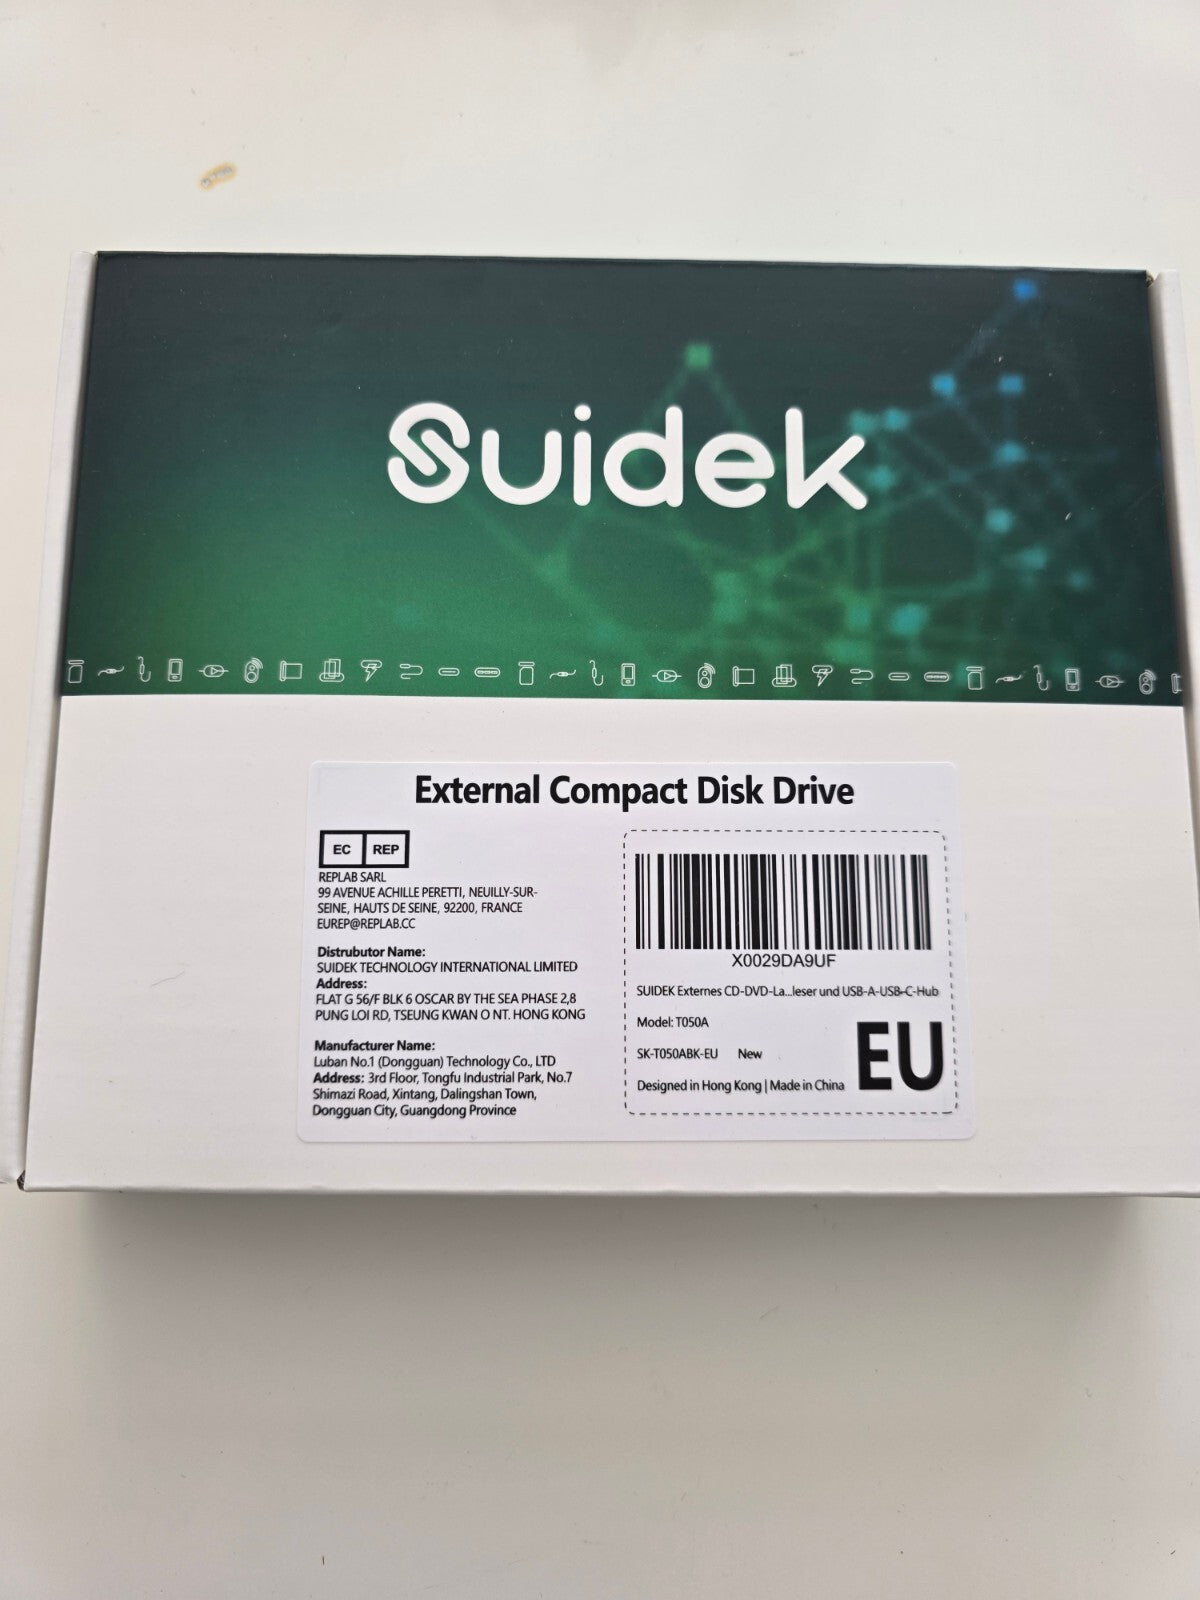 Suidek
External Compact Disk Drive
EC REP
REPLAB SARL
99 AVENUE ACHILLE PERETTI, NEUILLY-SUR-
SEINE, HAUTS DE SEINE, 92200, FRANCE
EUREP@REPLAB.CC
Distrubutor Name:
SUIDEK TECHNOLOGY INTERNATIONAL LIMITED
Address:
FLAT G 56/F BLK 6 OSCAR BY THE SEA PHASE 2,8
PUNG LOI RD, TSEUNG KWAN O NT. HONG KONG
Manufacturer Name:
Luban No.1 (Dongguan) Technology Co., LTD
Address: 3rd Floor, Tongfu Industrial Park, No.7
Shimazi Road, Xintang, Dalingshan Town,
Dongguan City, Guangdong Province
X0029DA9UF
SUIDEK Externes CD-DVD-La...leser und USB-A-USB-C-Hub
Model: T050A
SK-T050ABK-EU New
Designed in Hong Kong | Made in China
EU